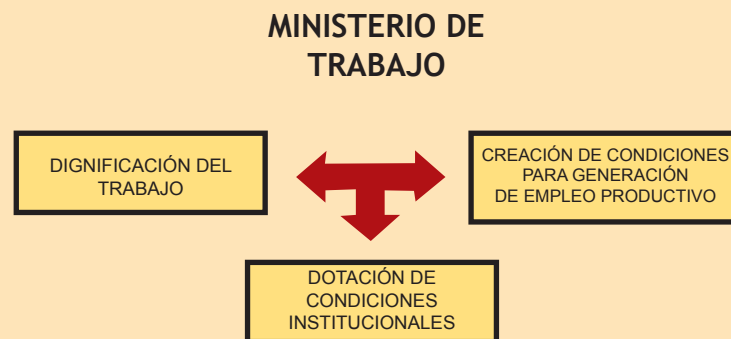 MINISTERIO DE
TRABAJO
DIGNIFICACIÓN DEL
TRABAJO
CREACIÓN DE CONDICIONES
PARA GENERACIÓN
DE EMPLEO PRODUCTIVO
DOTACIÓN DE
CONDICIONES
INSTITUCIONALES